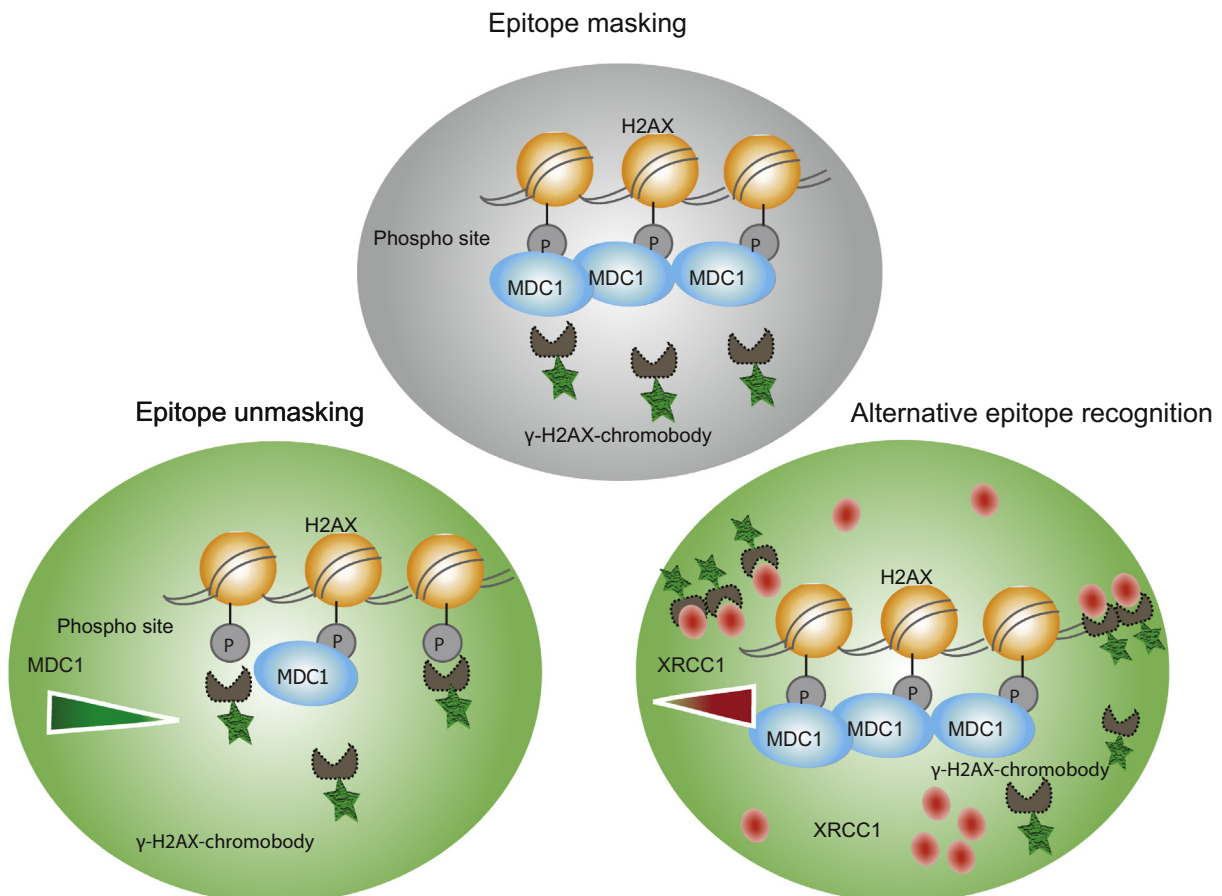 Epitope masking
H2AX
Phospho site
P
P
P
MDC1
MDC1
MDC1
γ-H2AX-chromobody
Epitope unmasking
H2AX
Phospho site
P
P
P
MDC1
MDC1
γ-H2AX-chromobody
Alternative epitope recognition
H2AX
XRCC1
P
P
P
MDC1
MDC1
MDC1
γ-H2AX-chromobody
XRCC1